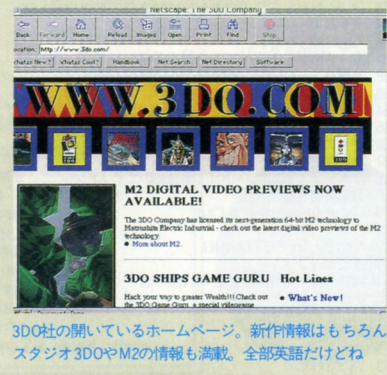 Netscape: The 3DO Company
Back Forward Home Reload Images Open Print Find Stop
ocation: http://www.3do.com/
hat's New? What's Cool? Handbook Net Search Net Directory Software
WWW.3DO.COM
M2 DIGITAL VIDEO PREVIEWS NOW
AVAILABLE!
The 3DO Company has licensed its next-generation 64-bit M2 technology to
Matsushita Electric Industrial - check out the latest digital video previews of the M2
technology.
● More about M2.
3DO SHIPS GAME GURU Hot Lines
Hack your way to greater Wealth!!! Check out
the 3DO Game Guru, a special videogame
● What's New!
3DO社の開いているホームページ。新作情報はもちろん
スタジオ3DOやM2の情報も満載。全部英語だけどね